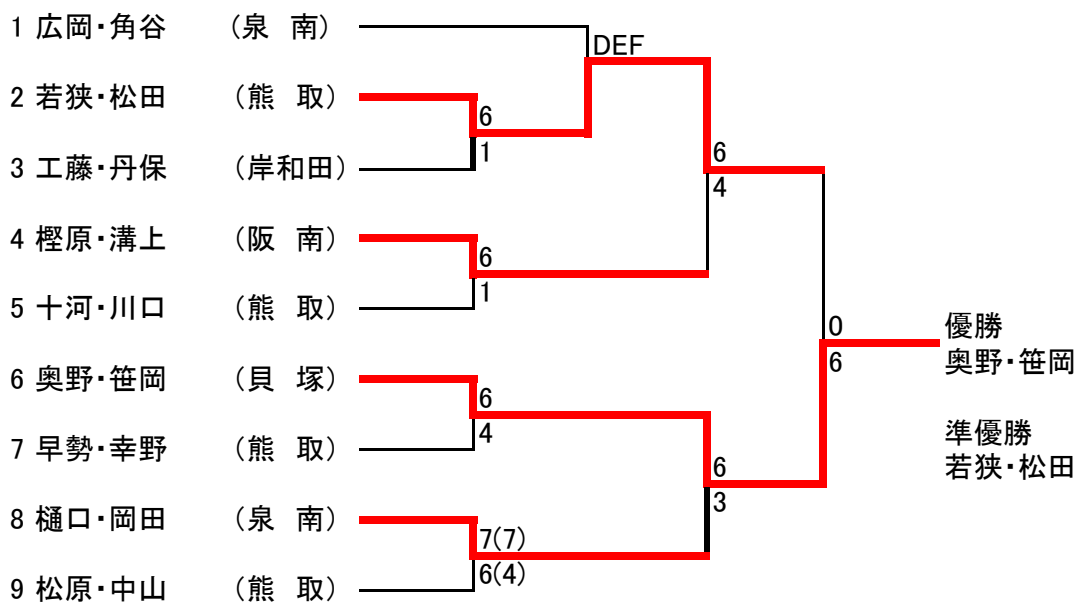 1 広岡・角谷 （泉 南）
DEF
2 若狭・松田 （熊 取）
6
1
3 工藤・丹保 （岸和田）
6
4
4 樫原・溝上 （阪 南）
6
1
5 十河・川口 （熊 取）
0
6
優勝
奥野・笹岡
6 奥野・笹岡 （貝 塚）
6
4
7 早勢・幸野 （熊 取）
準優勝
若狭・松田
6
3
8 樋口・岡田 （泉 南）
7(7)
6(4)
9 松原・中山 （熊 取）